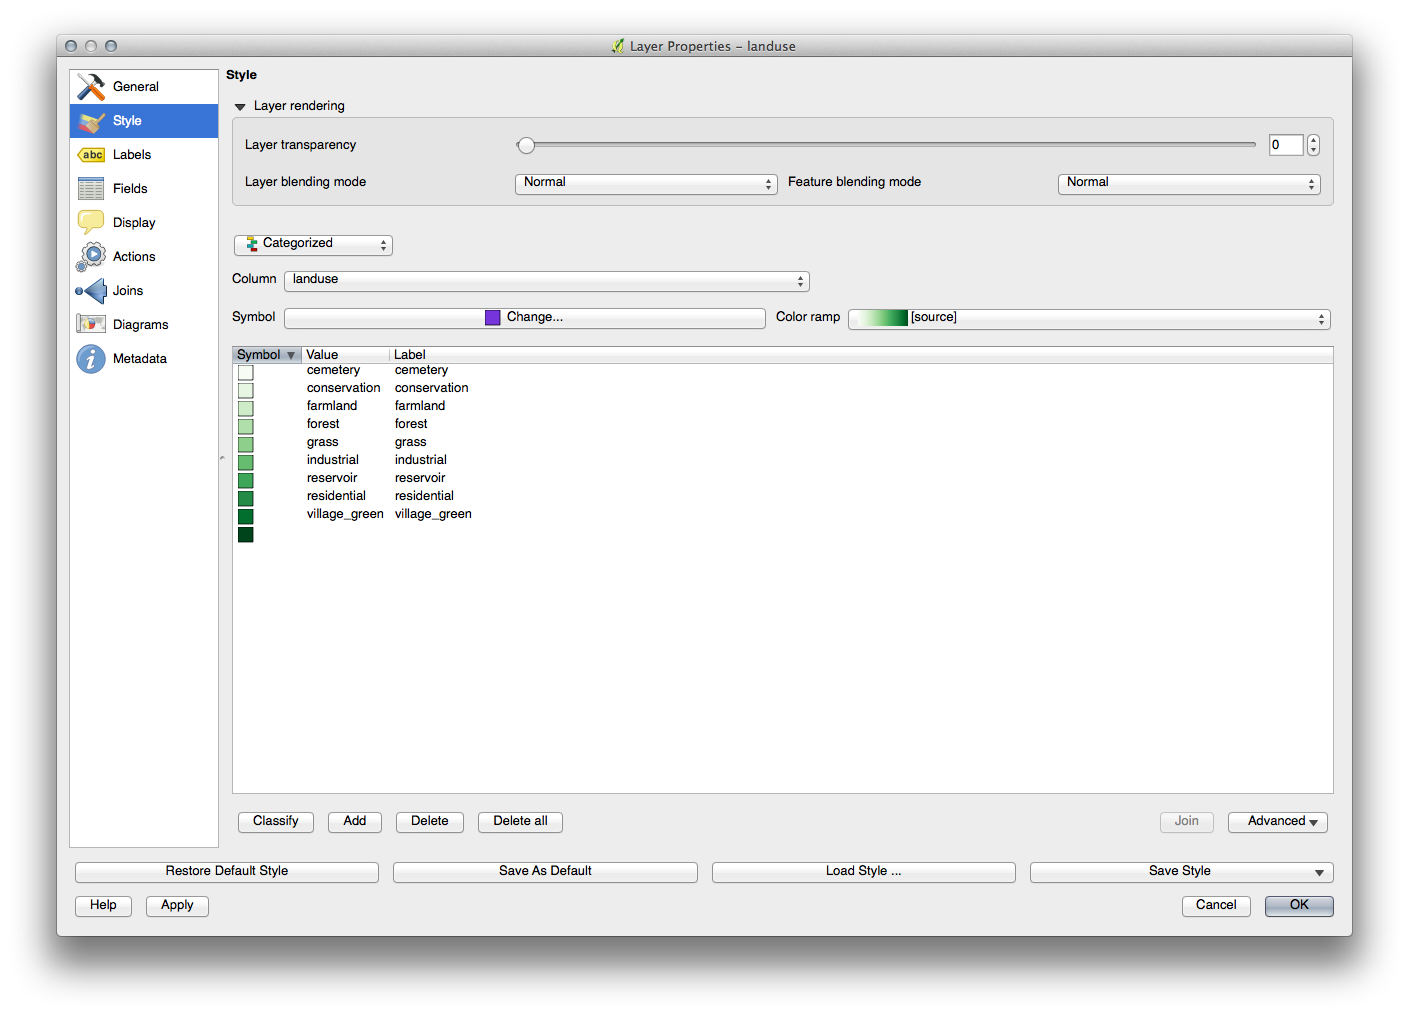 Layer Properties - landuse
General
Style
Labels
Fields
Display
Actions
Joins
Diagrams
Metadata
Style
Layer rendering
Layer transparency 0
Layer blending mode Normal Feature blending mode Normal
Categorized
Column landuse
Symbol Change... Color ramp [source]
Symbol Value Label
cemetery cemetery
conservation conservation
farmland farmland
forest forest
grass grass
industrial industrial
reservoir reservoir
residential residential
village_green village_green
Classify Add Delete Delete all Join Advanced
Restore Default Style Save As Default Load Style ... Save Style
Help Apply Cancel OK
abc